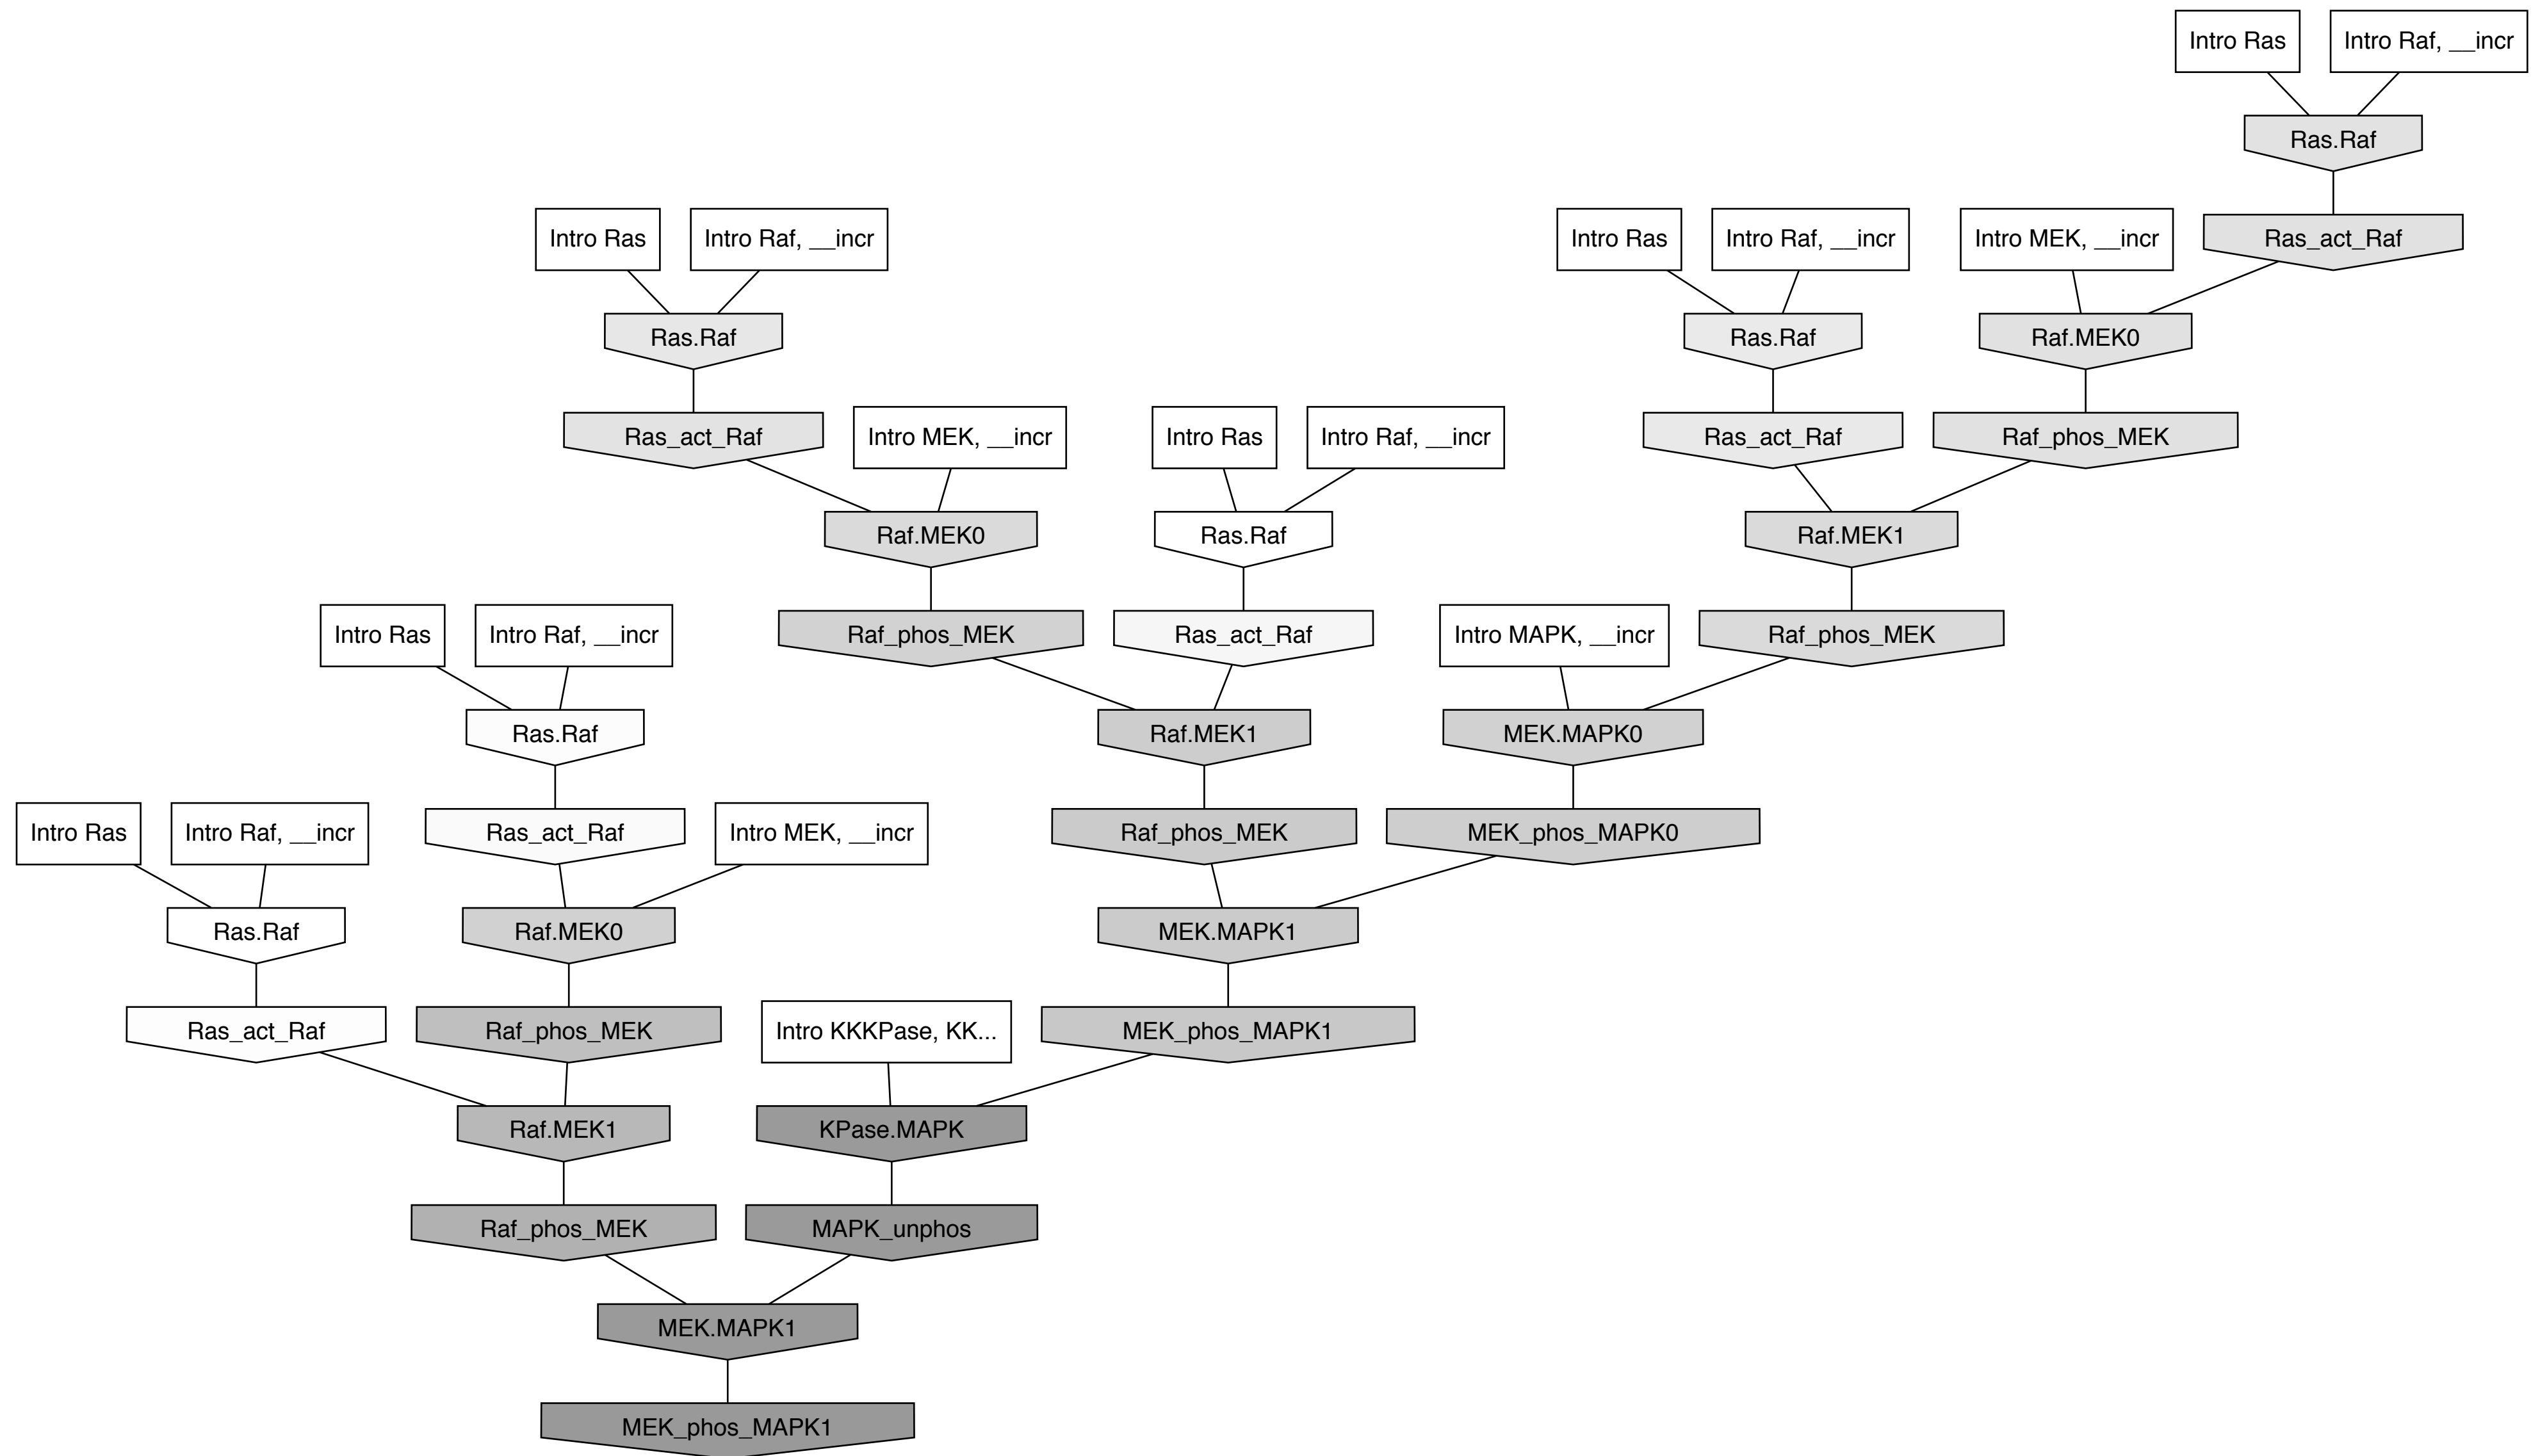 Intro Ras
Intro Raf, __incr
Ras.Raf
Intro Ras
Intro Raf, __incr
Intro Ras
Intro Raf, __incr
Intro MEK, __incr
Ras_act_Raf
Ras.Raf
Ras.Raf
Raf.MEK0
Ras_act_Raf
Intro MEK, __incr
Intro Ras
Intro Raf, __incr
Ras_act_Raf
Raf_phos_MEK
Raf.MEK0
Ras.Raf
Raf.MEK1
Intro Ras
Intro Raf, __incr
Raf_phos_MEK
Ras_act_Raf
Intro MAPK, __incr
Raf_phos_MEK
Ras.Raf
Raf.MEK1
MEK.MAPK0
Intro Ras
Intro Raf, __incr
Ras_act_Raf
Intro MEK, __incr
Raf_phos_MEK
MEK_phos_MAPK0
Ras.Raf
Raf.MEK0
MEK.MAPK1
Ras_act_Raf
Raf_phos_MEK
Intro KKKPase, KK...
MEK_phos_MAPK1
Raf.MEK1
KPase.MAPK
Raf_phos_MEK
MAPK_unphos
MEK.MAPK1
MEK_phos_MAPK1